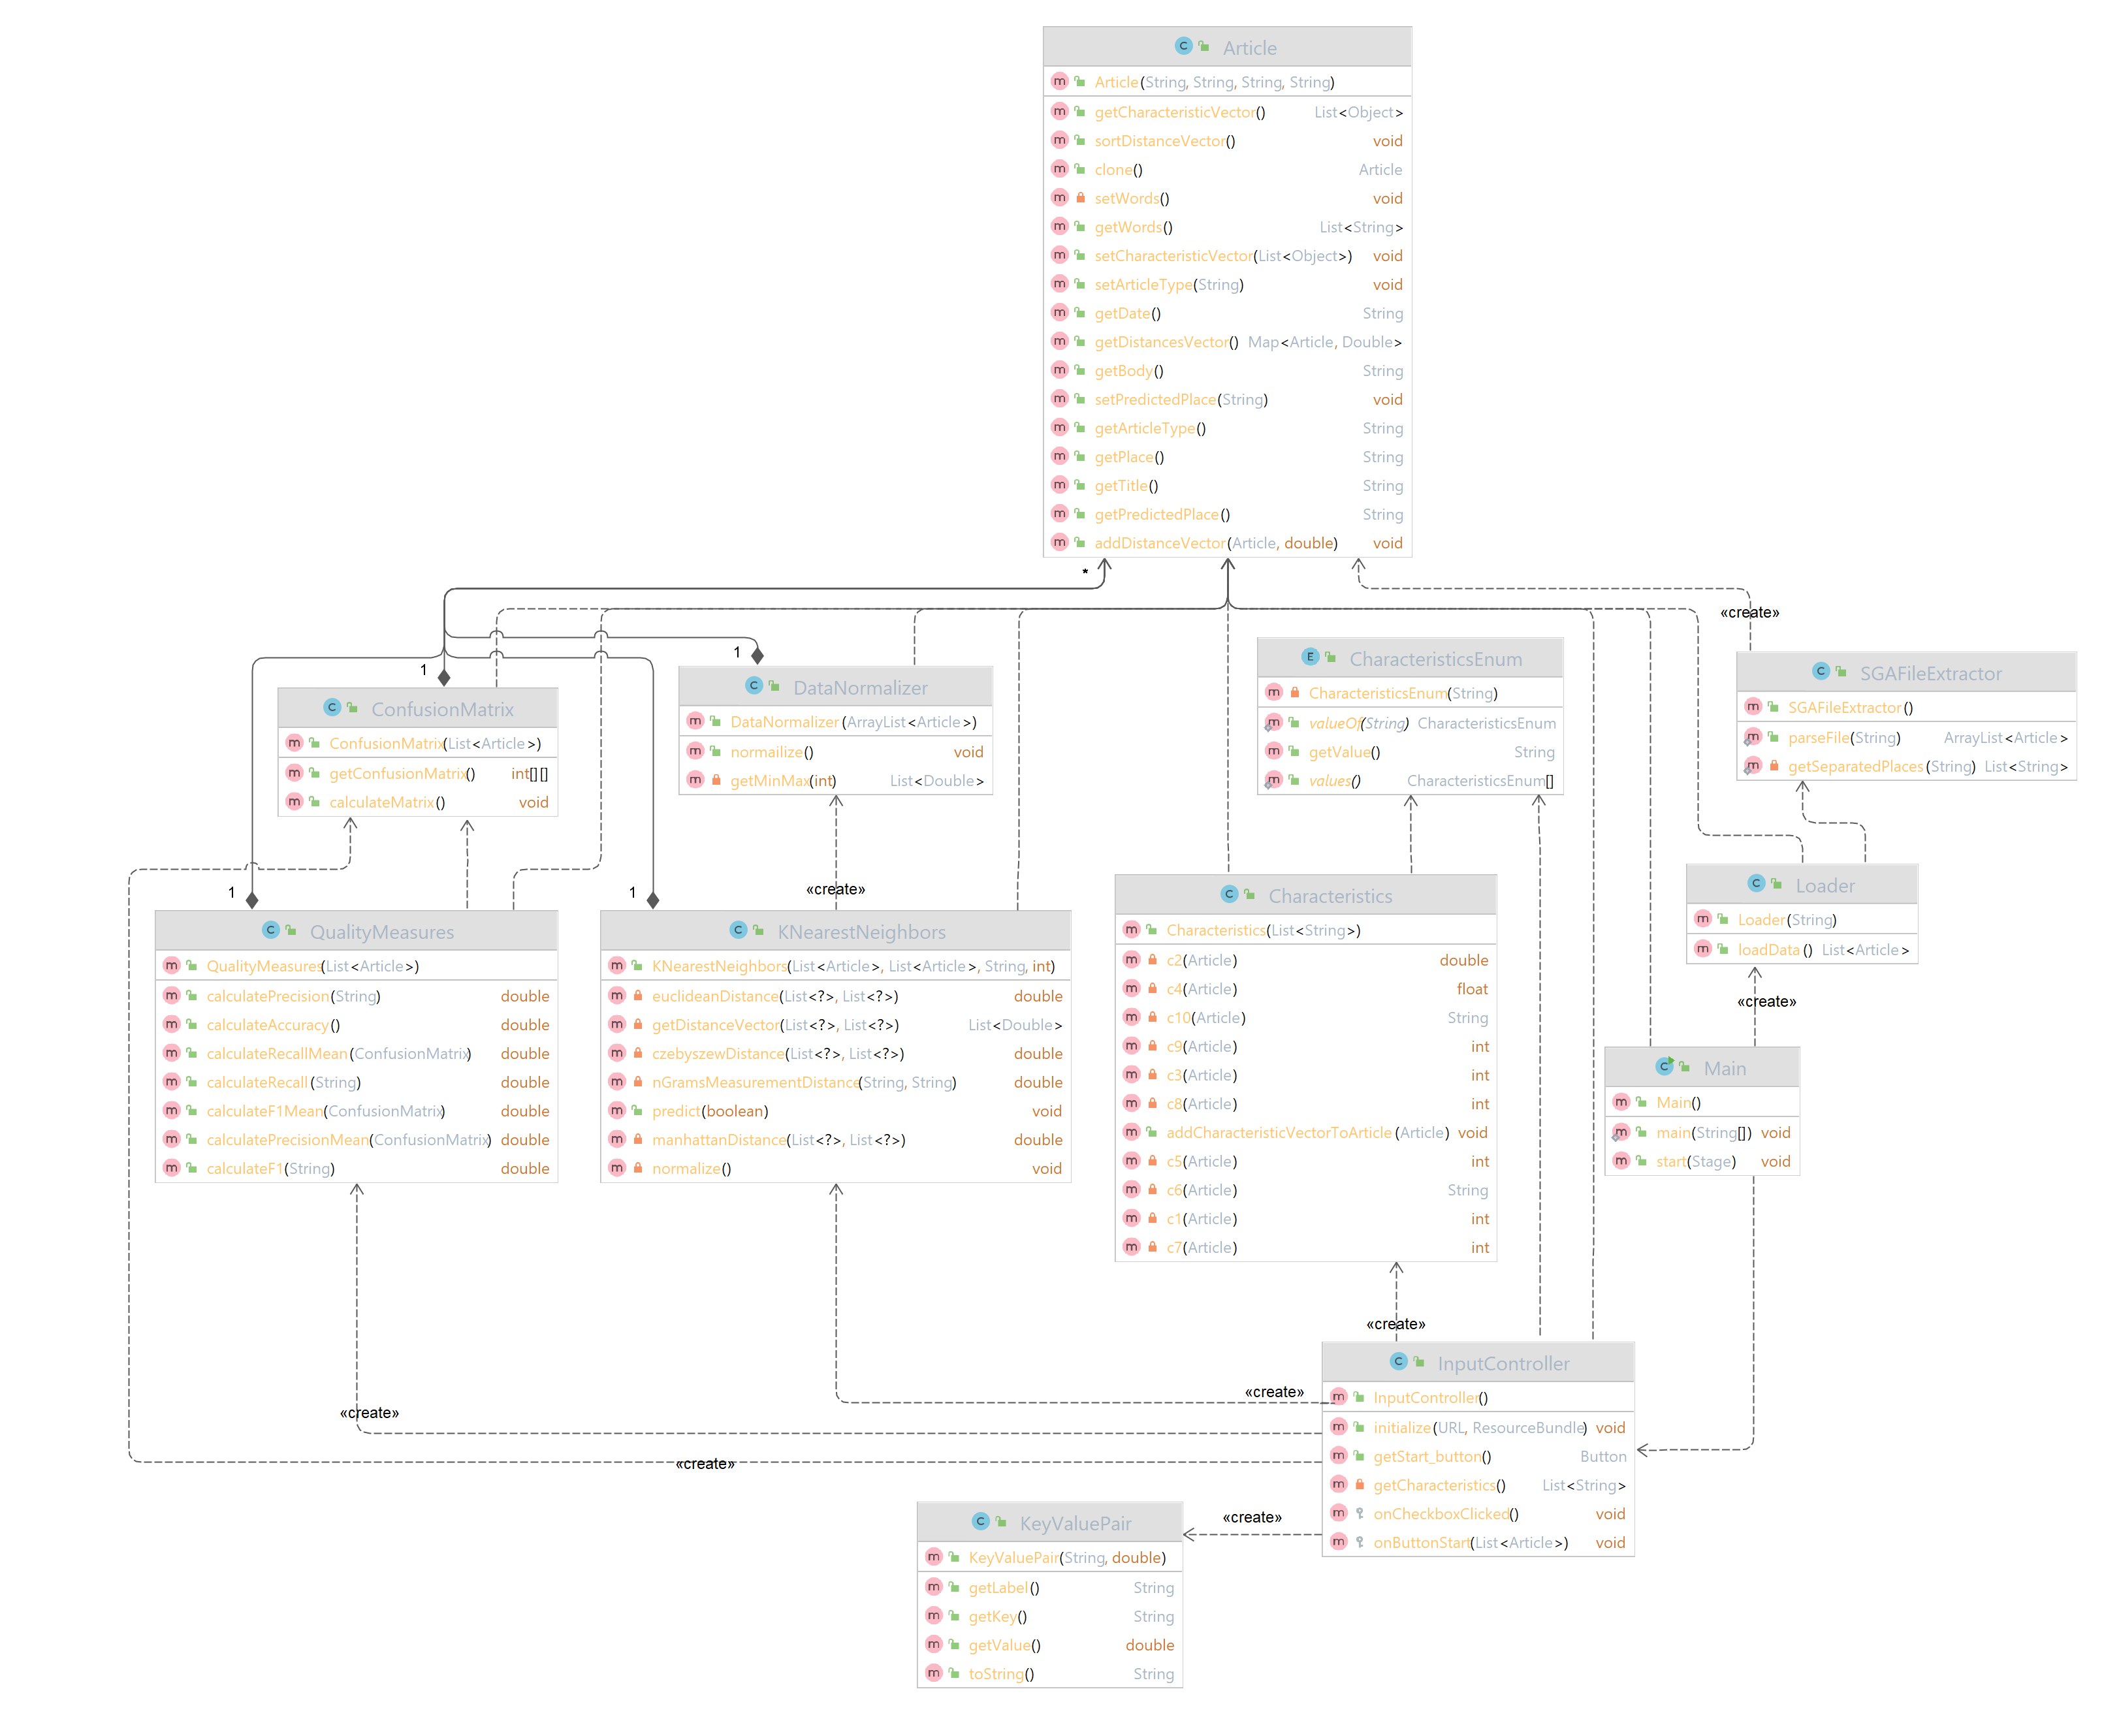 Article
Article(String, String, String, String)
getCharacteristicVector() List<Object>
sortDistanceVector() void
clone() Article
setWords() void
getWords() List<String>
setCharacteristicVector(List<Object>) void
setArticleType(String) void
getDate() String
getDistancesVector() Map<Article, Double>
getBody() String
setPredictedPlace(String) void
getArticleType() String
getPlace() String
getTitle() String
getPredictedPlace() String
addDistanceVector(Article, double) void
*
«create»
1
1
ConfusionMatrix
ConfusionMatrix(List<Article>)
getConfusionMatrix() int[][]
calculateMatrix() void
DataNormalizer
DataNormalizer(ArrayList<Article>)
normailize() void
getMinMax(int) List<Double>
CharacteristicsEnum
CharacteristicsEnum(String)
valueOf(String) CharacteristicsEnum
getValue() String
values() CharacteristicsEnum[]
SGAFileExtractor
SGAFileExtractor()
parseFile(String) ArrayList<Article>
getSeparatedPlaces(String) List<String>
1
1
«create»
QualityMeasures
QualityMeasures(List<Article>)
calculatePrecision(String) double
calculateAccuracy() double
calculateRecallMean(ConfusionMatrix) double
calculateRecall(String) double
calculateF1Mean(ConfusionMatrix) double
calculatePrecisionMean(ConfusionMatrix) double
calculateF1(String) double
KNearestNeighbors
KNearestNeighbors(List<Article>, List<Article>, String, int)
euclideanDistance(List<?>, List<?>) double
getDistanceVector(List<?>, List<?>) List<Double>
czebyszewDistance(List<?>, List<?>) double
nGramsMeasurementDistance(String, String) double
predict(boolean) void
manhattanDistance(List<?>, List<?>) double
normalize() void
Characteristics
Characteristics(List<String>)
c2(Article) double
c4(Article) float
c10(Article) String
c9(Article) int
c3(Article) int
c8(Article) int
addCharacteristicVectorToArticle(Article) void
c5(Article) int
c6(Article) String
c1(Article) int
c7(Article) int
Loader
Loader(String)
loadData() List<Article>
«create»
Main
Main()
main(String[]) void
start(Stage) void
«create»
«create»
«create»
«create»
InputController
InputController()
initialize(URL, ResourceBundle) void
getStart_button() Button
getCharacteristics() List<String>
onCheckboxClicked() void
onButtonStart(List<Article>) void
«create»
KeyValuePair
KeyValuePair(String, double)
getLabel() String
getKey() String
getValue() double
toString() String